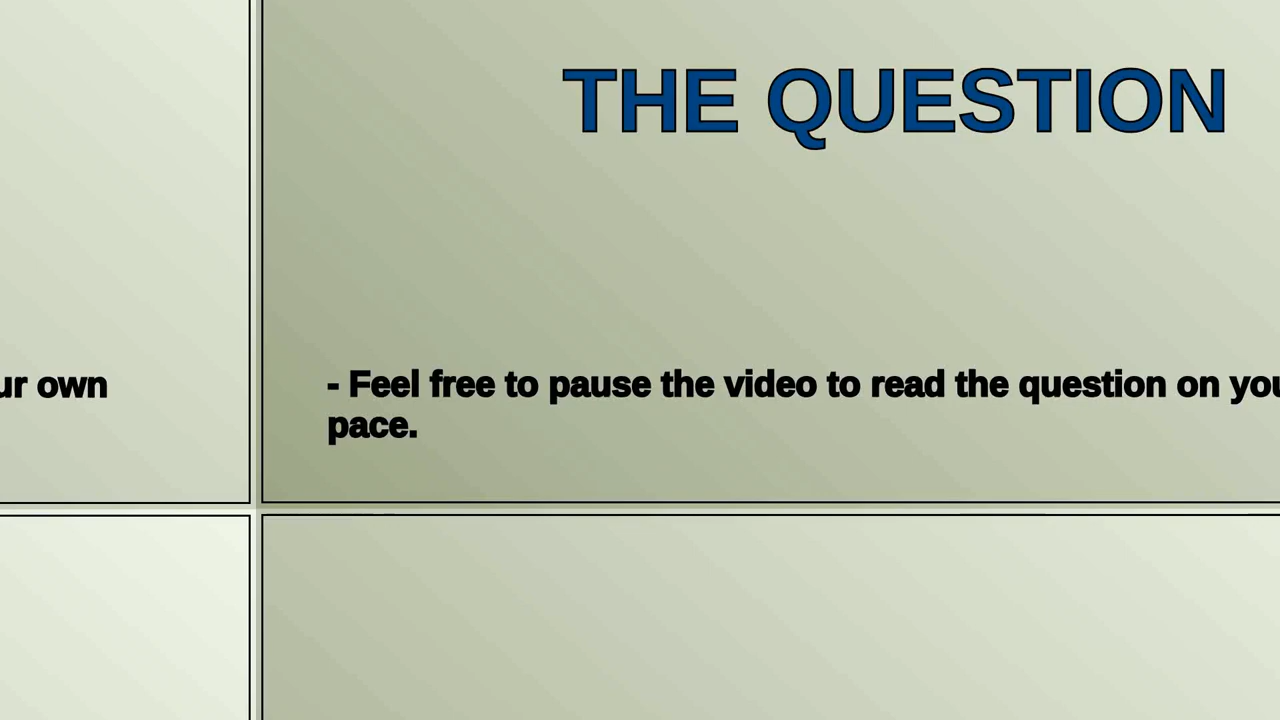 THE QUESTION
ur own
- Feel free to pause the video to read the question on you
pace.